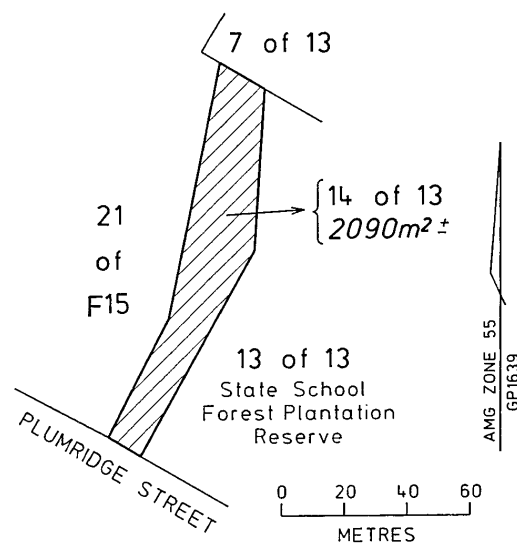 7 of 13
14 of 13
2090m² ±
21
of
F15
13 of 13
State School
Forest Plantation
Reserve
PLUMRIDGE STREET
AMG ZONE 55
GP1639
0 20 40 60
METRES